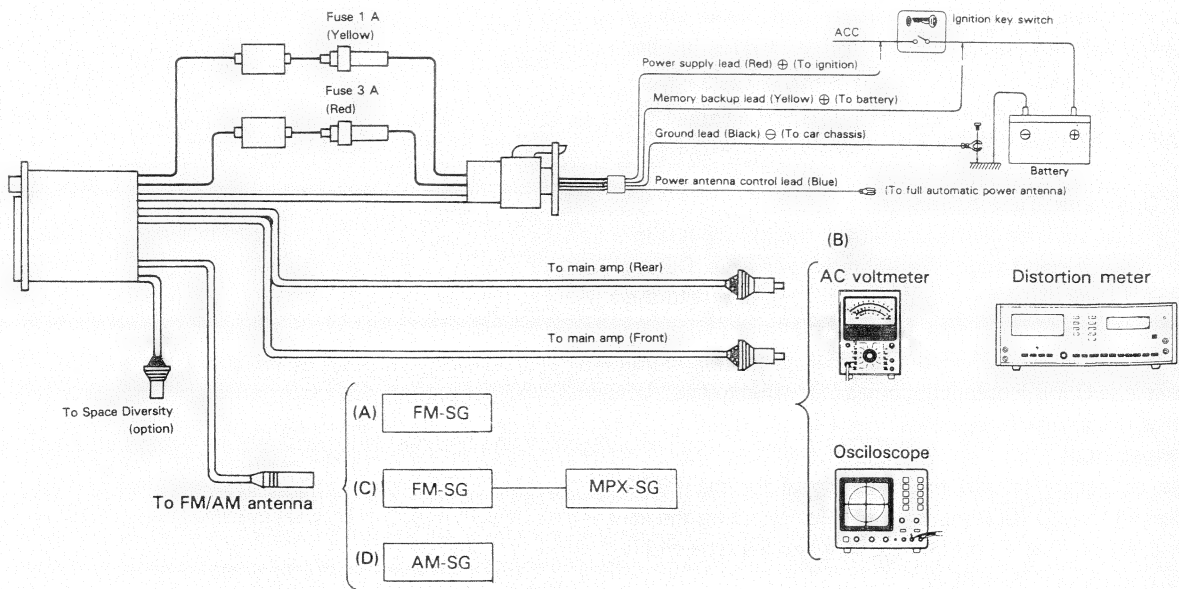 Fuse 1 A
(Yellow)
Fuse 3 A
(Red)
Ignition key switch
ACC
Power supply lead (Red) ⊕ (To ignition)
Memory backup lead (Yellow) ⊕ (To battery)
Ground lead (Black) ⊖ (To car chassis)
⊖ ⊕
Battery
Power antenna control lead (Blue)
(To full automatic power antenna)
To main amp (Rear)
To main amp (Front)
To Space Diversity
(option)
To FM/AM antenna
(A) FM-SG
(C) FM-SG MPX-SG
(D) AM-SG
(B)
AC voltmeter
Distortion meter
Osciloscope